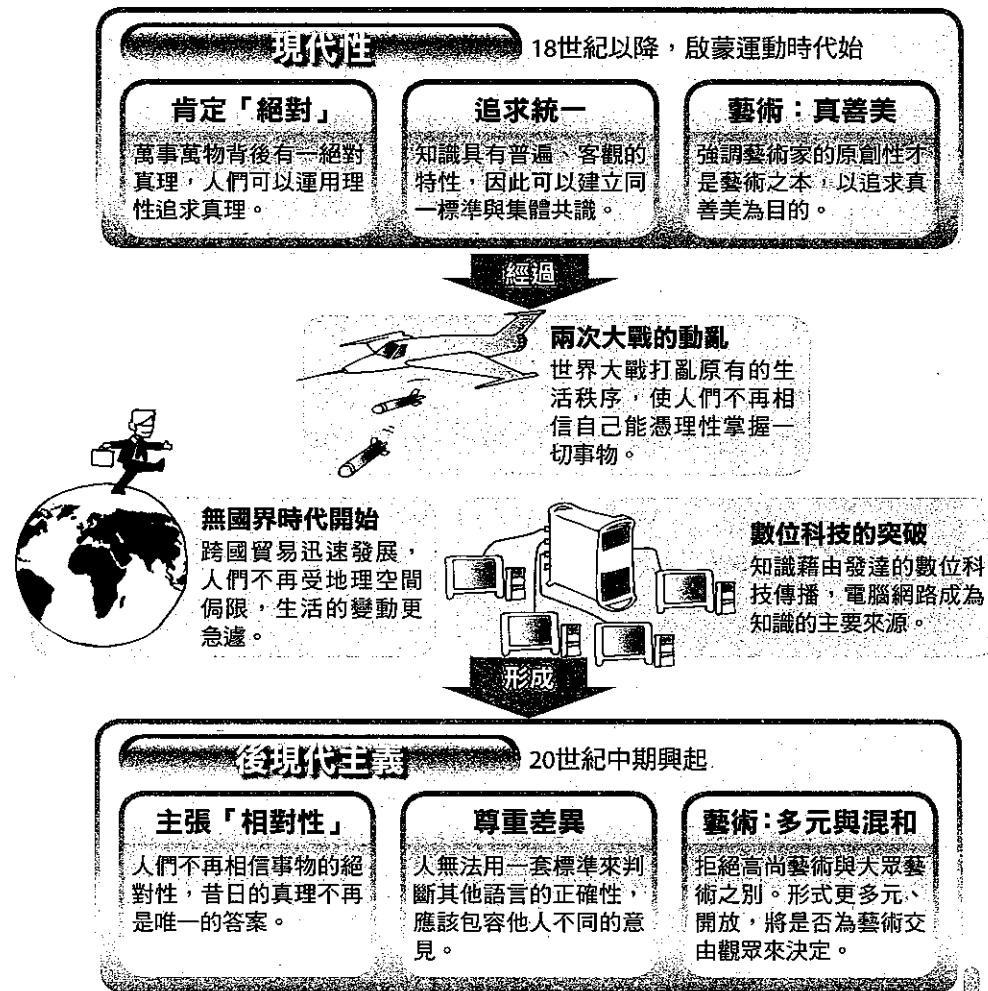 現代性
18世紀以降，啟蒙運動時代始
肯定「絕對」
萬事萬物背後有一絕對
真理，人們可以運用理
性追求真理。
追求統一
知識具有普遍、客觀的
特性，因此可以建立同
一標準與集體共識。
藝術：真善美
強調藝術家的原創性才
是藝術之本，以追求真
善美為目的。
經過
兩次大戰的動亂
世界大戰打亂原有的生
活秩序，使人們不再相
信自己能憑理性掌握一
切事物。
無國界時代開始
跨國貿易迅速發展，
人們不再受地理空間
侷限，生活的變動更
急遽。
數位科技的突破
知識藉由發達的數位科
技傳播，電腦網路成為
知識的主要來源。
形成
後現代主義
20世紀中期興起
主張「相對性」
人們不再相信事物的絕
對性，昔日的真理不再
是唯一的答案。
尊重差異
人無法用一套標準來判
斷其他語言的正確性，
應該包容他人不同的意
見。
藝術：多元與混和
拒絕高尚藝術與大眾藝
術之別。形式更多元、
開放，將是否為藝術交
由觀眾來決定。